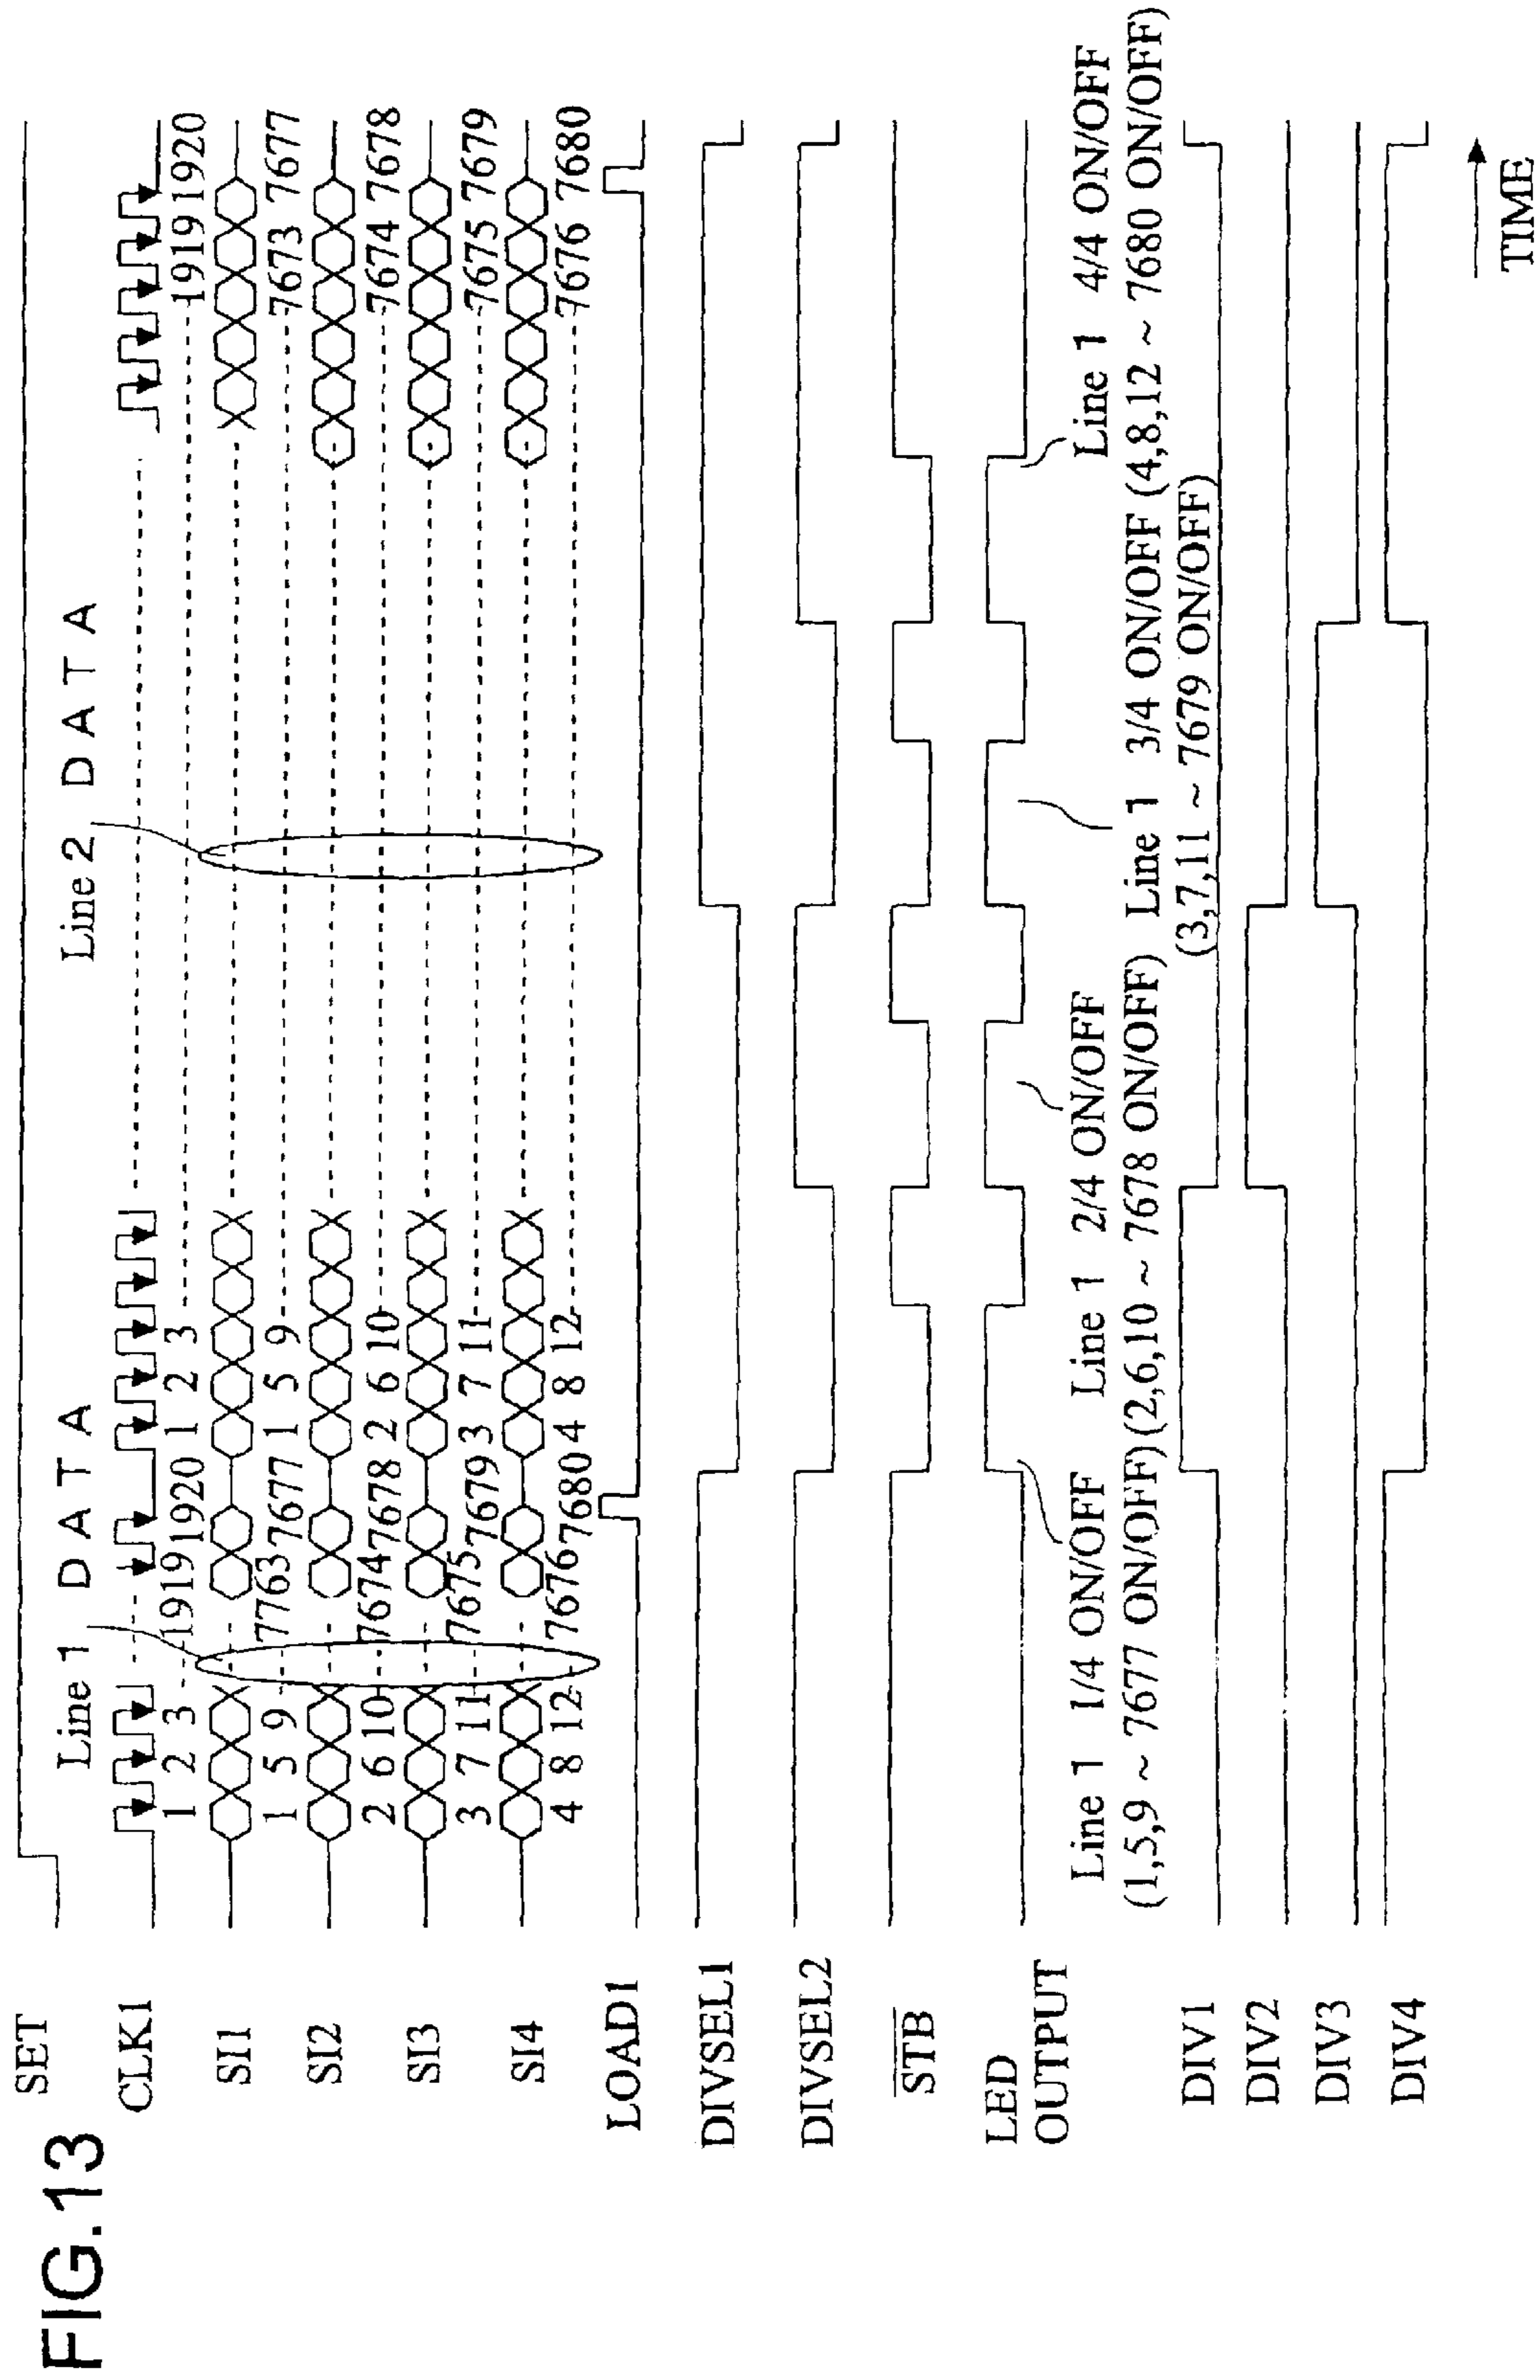 FIG.13
Line 1 DATA
Line 2 DATA
SET
CLK1
1 2 3 1919 1920 1 2 3 1919 1920
SI1
1 5 9 7763 7677 1 5 9 7673 7677
SI2
2 6 10 7674 7678 2 6 10 7674 7678
SI3
3 7 11 7675 7679 3 7 11 7675 7679
SI4
4 8 12 7676 7680 4 8 12 7676 7680
LOAD1
DIVSEL1
DIVSEL2
STB
LED
OUTPUT
Line 1 1/4 ON/OFF
(1,5,9 ~ 7677 ON/OFF)
Line 1 2/4 ON/OFF
(2,6,10 ~ 7678 ON/OFF)
Line 1 3/4 ON/OFF
(3,7,11 ~ 7679 ON/OFF)
Line 1 4/4 ON/OFF
(4,8,12 ~ 7680 ON/OFF)
DIV1
DIV2
DIV3
DIV4
TIME